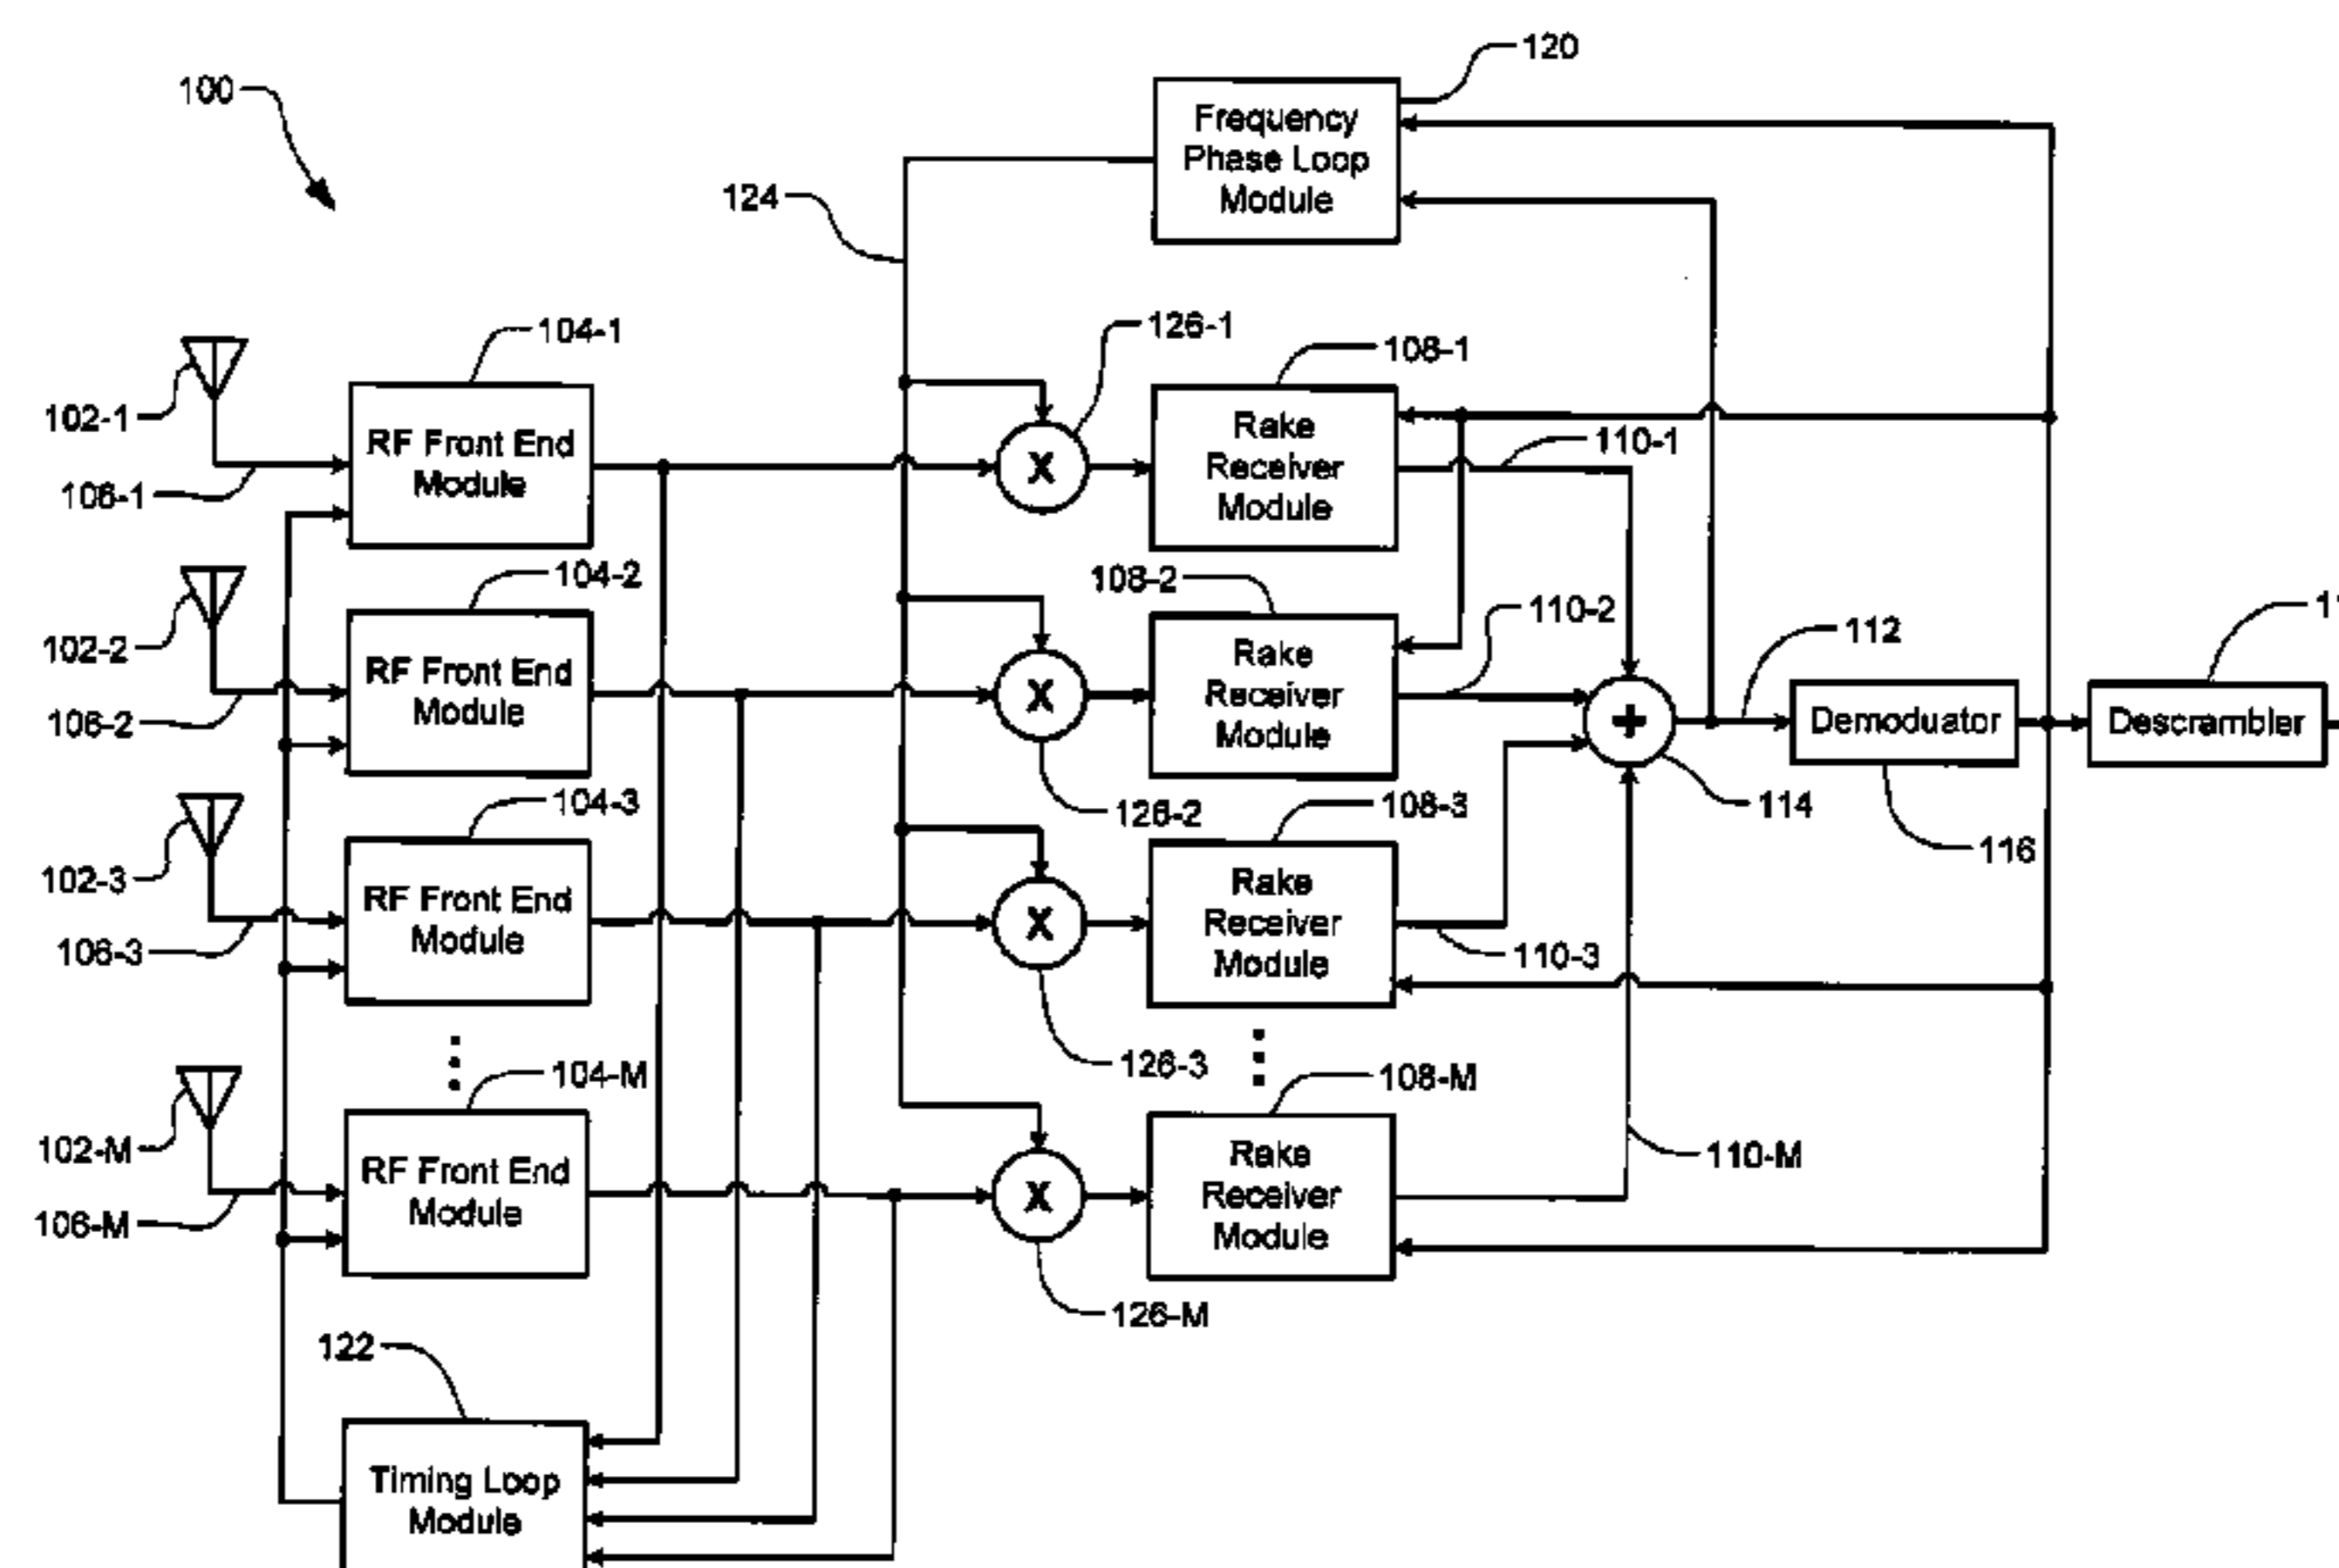 120
100
Frequency
Phase Loop
Module
124
104-1
126-1
108-1
102-1
RF Front End
Module
X
Rake
Receiver
Module
110-1
106-1
104-2
108-2
110-2
112
102-2
RF Front End
Module
X
Rake
Receiver
Module
+
Demoduator
Descrambler
106-2
104-3
126-2
108-3
114
116
102-3
RF Front End
Module
X
Rake
Receiver
Module
110-3
106-3
104-M
126-3
108-M
102-M
RF Front End
Module
X
Rake
Receiver
Module
110-M
106-M
126-M
122
Timing Loop
Module